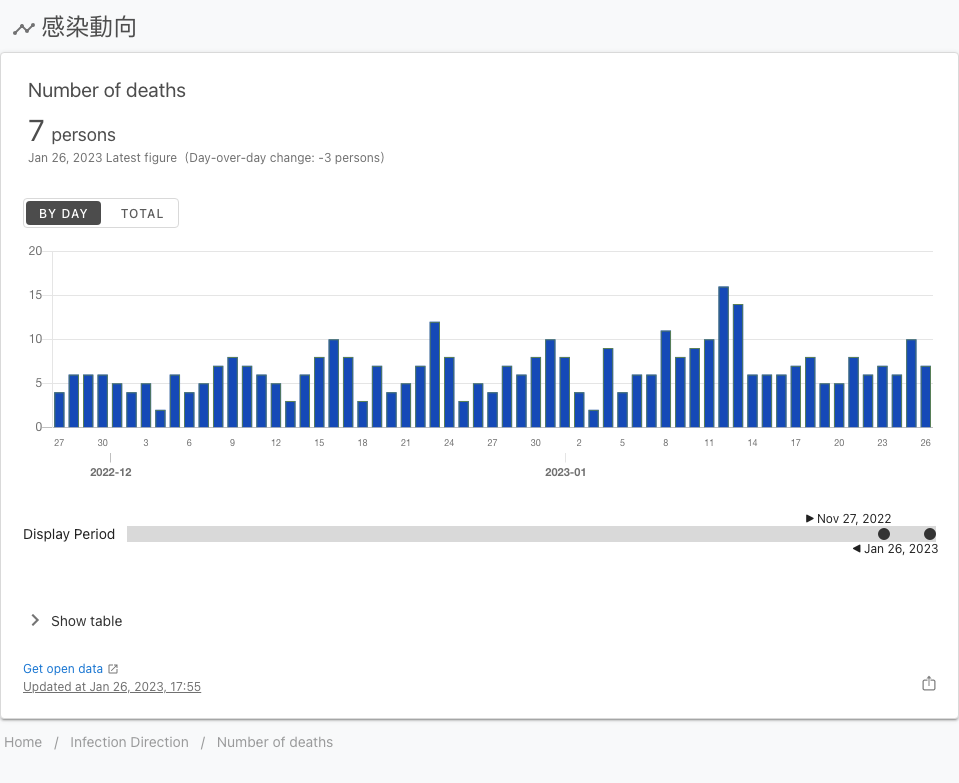 感染動向
Number of deaths
7 persons
Jan 26, 2023 Latest figure (Day-over-day change: -3 persons)
BY DAY TOTAL
20
15
10
5
0
27 30 3 6 9 12 15 18 21 24 27 30 2 5 8 11 14 17 20 23 26
2022-12 2023-01
Nov 27, 2022
Display Period
Jan 26, 2023
Show table
Get open data
Updated at Jan 26, 2023, 17:55
Home / Infection Direction / Number of deaths